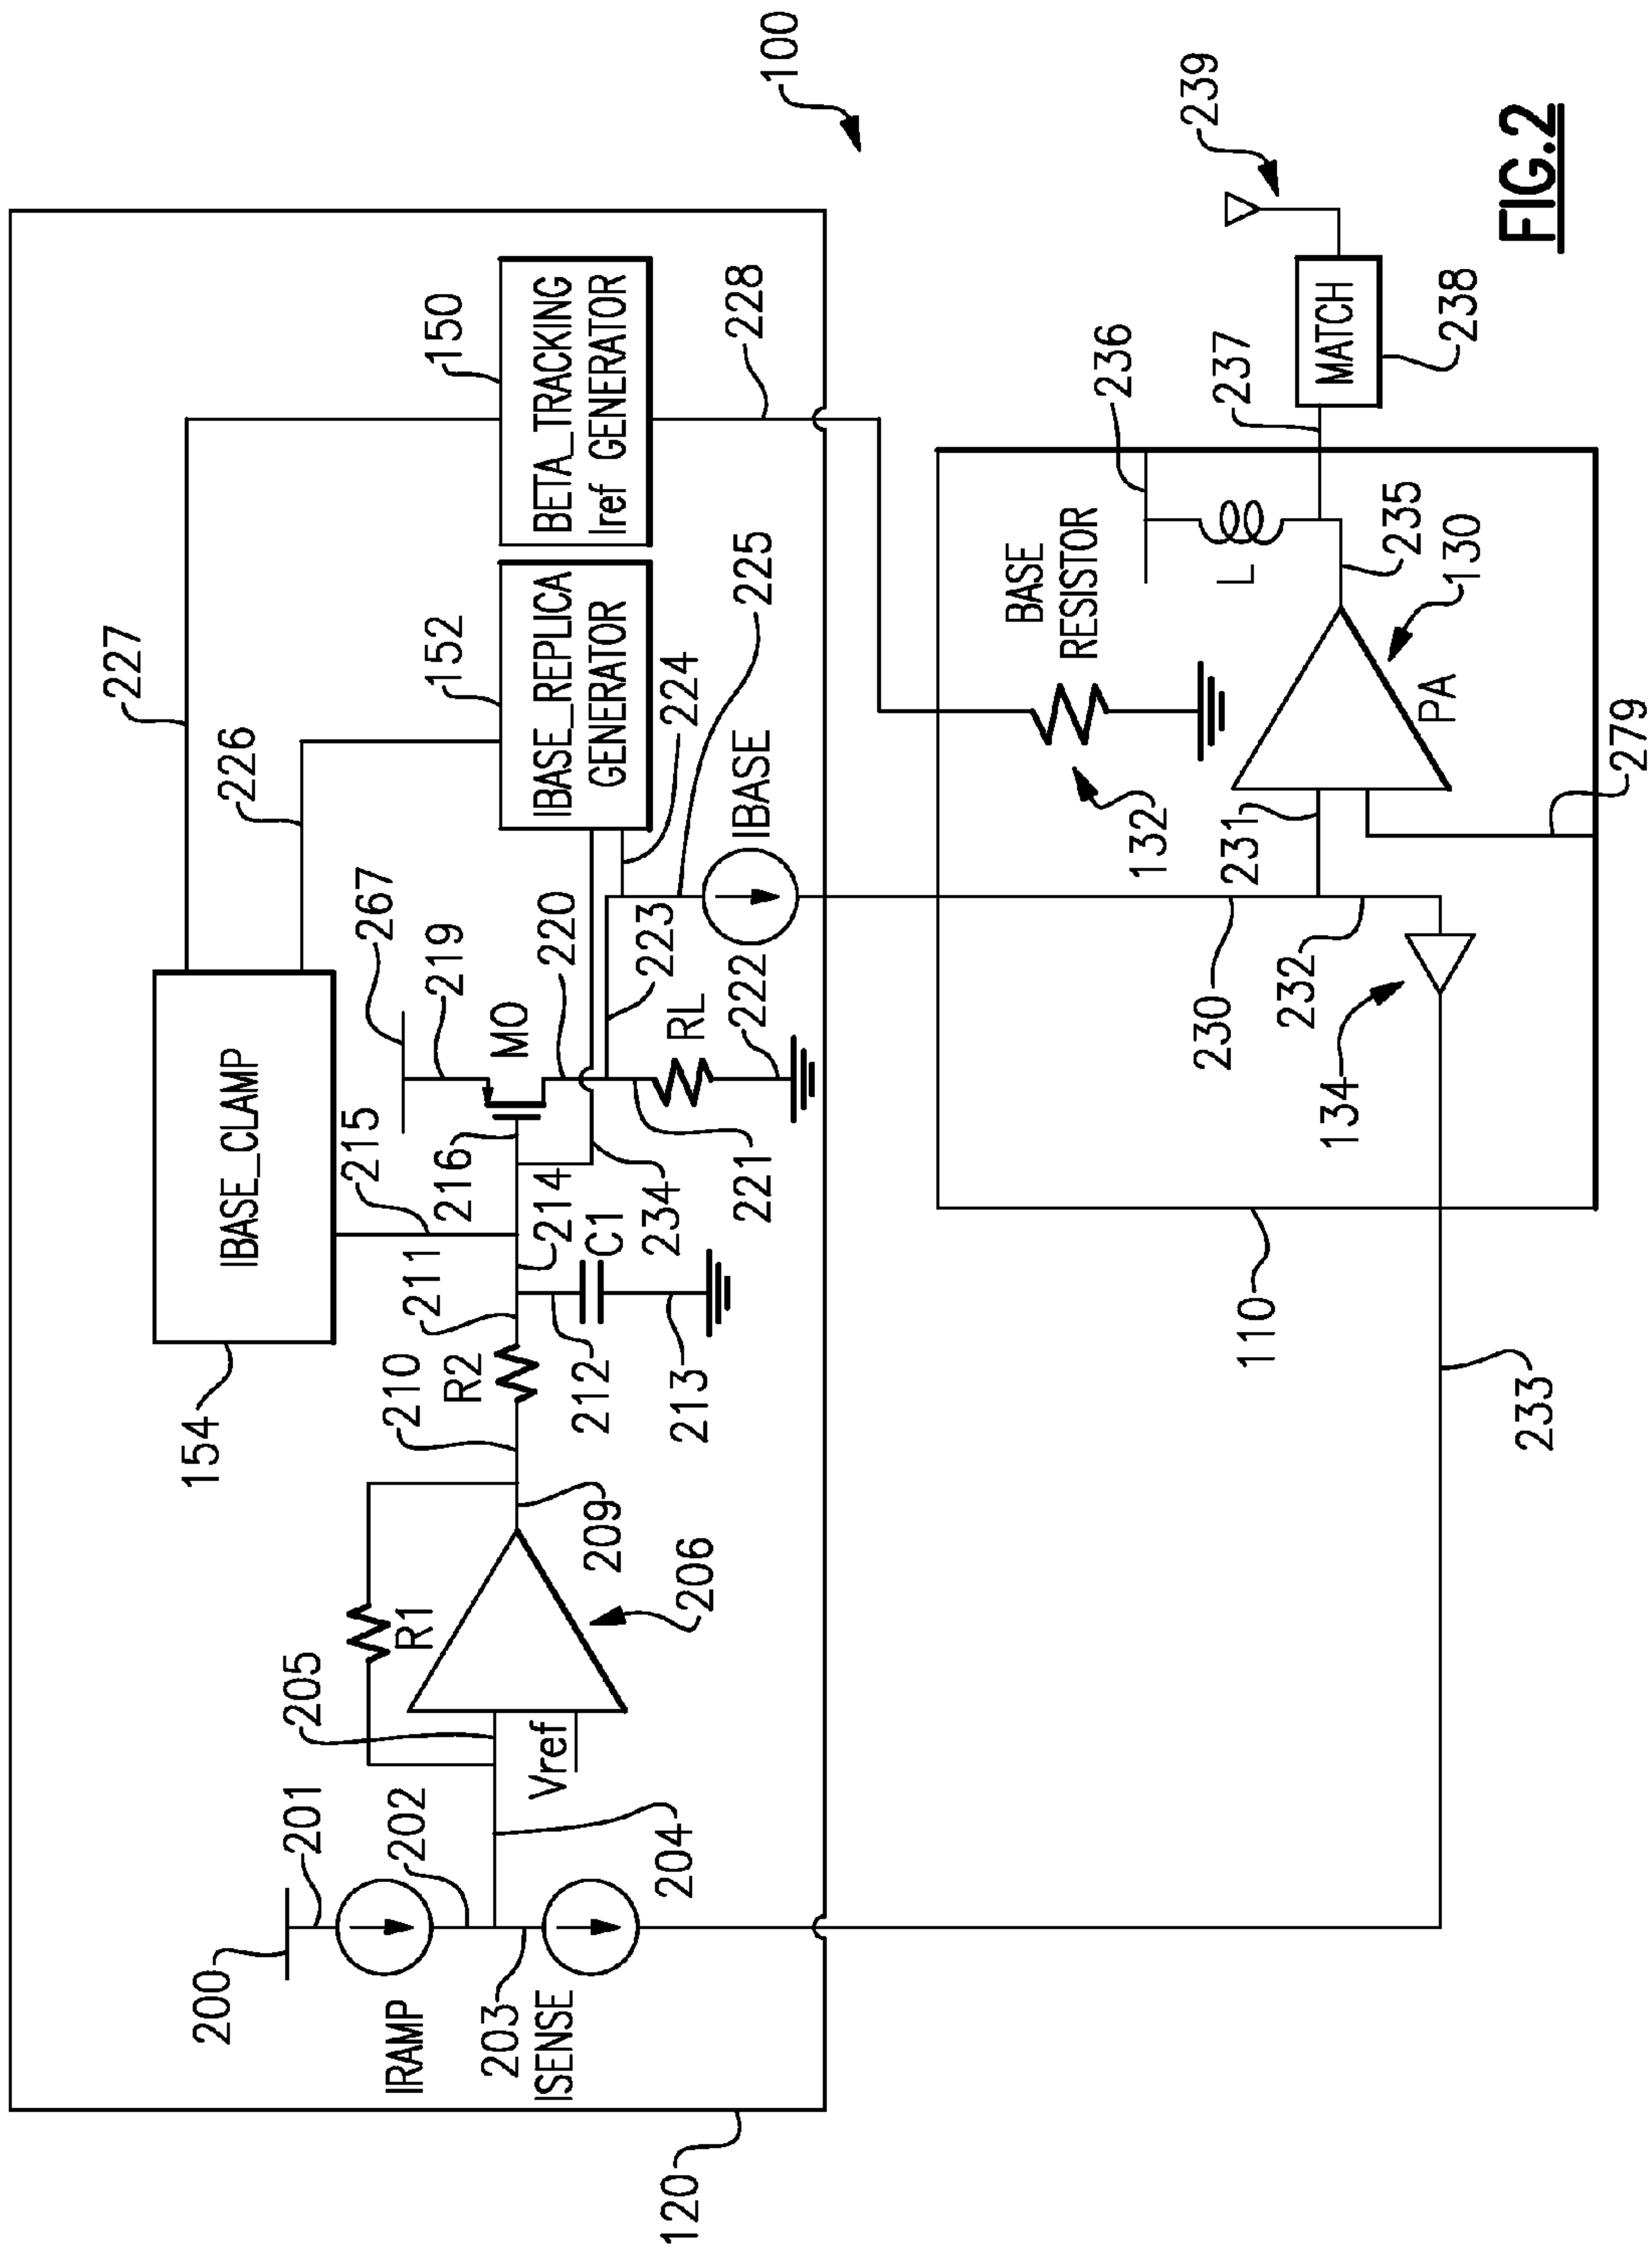 100
120
200
201
IRAMP
202
203
ISENSE
204
205
Vref
R1
206
209
210
R2
211
212
C1
213
214
154
IBASE_CLAMP
215
216
MO
267
219
220
234
221
RL
222
223
226
227
152
IBASE_REPLICA
GENERATOR
150
BETA_TRACKING
Iref GENERATOR
224
225
IBASE
228
110
230
231
232
134
233
132
BASE
RESISTOR
PA
130
279
235
L
236
237
MATCH
238
239
FIG.2